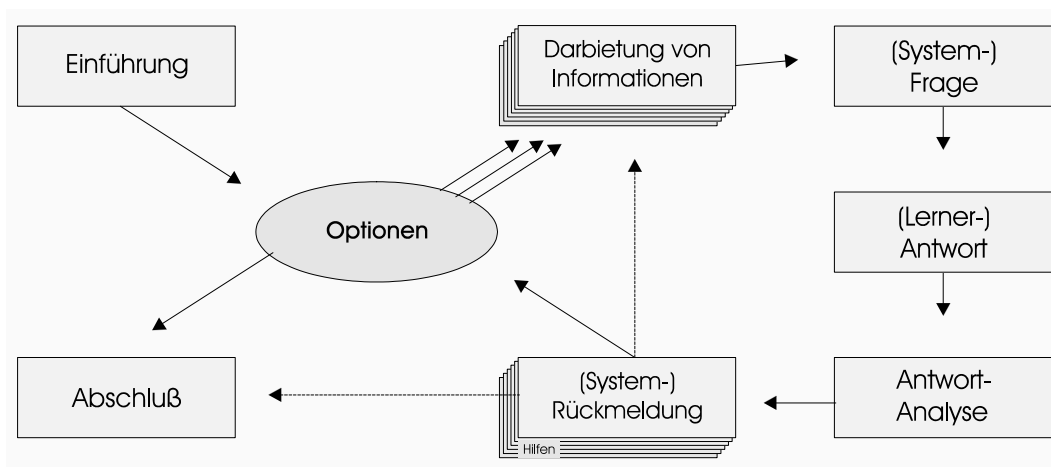 Einführung
Darbietung von
Informationen
(System-)
Frage
Optionen
(Lerner-)
Antwort
Abschluß
(System-)
Rückmeldung
Hilfen
Antwort-
Analyse